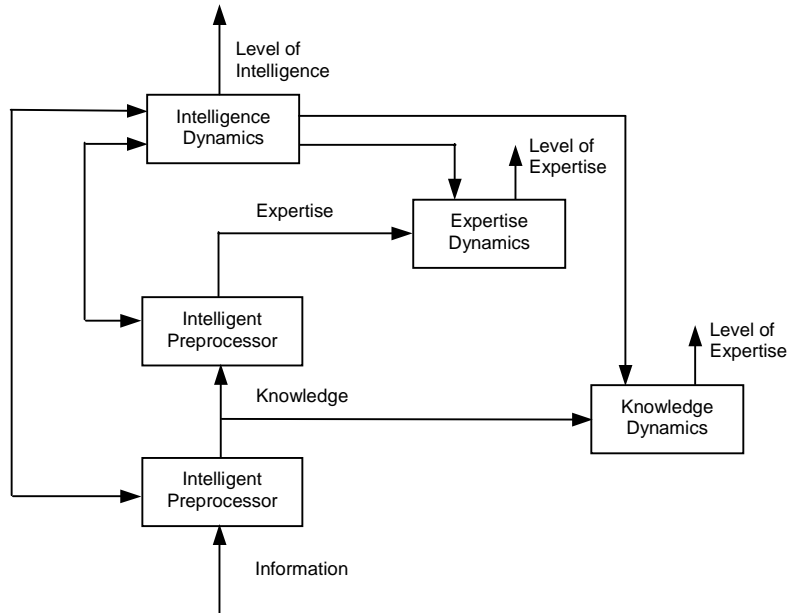 Level of
Intelligence
Intelligence
Dynamics
Level of
Expertise
Expertise
Expertise
Dynamics
Intelligent
Preprocessor
Level of
Expertise
Knowledge
Knowledge
Dynamics
Intelligent
Preprocessor
Information